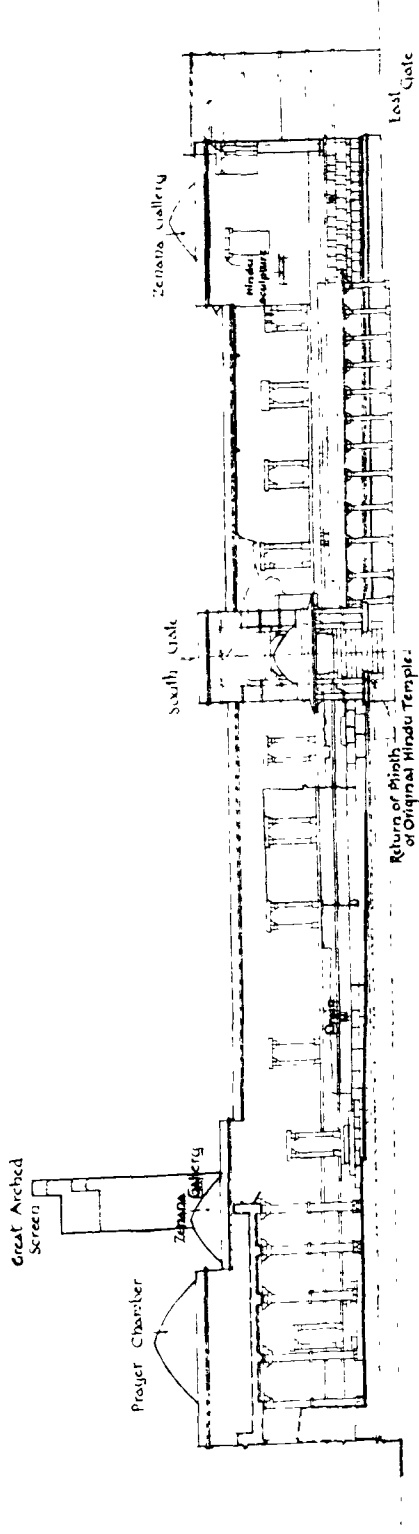 Great Arched
Screen
Prayer Chamber
Zenana
Gallery
South Gate
Zenana Gallery
Hindu
sculpture
East
Gate
Return of Plinth
of Original Hindu Temple.